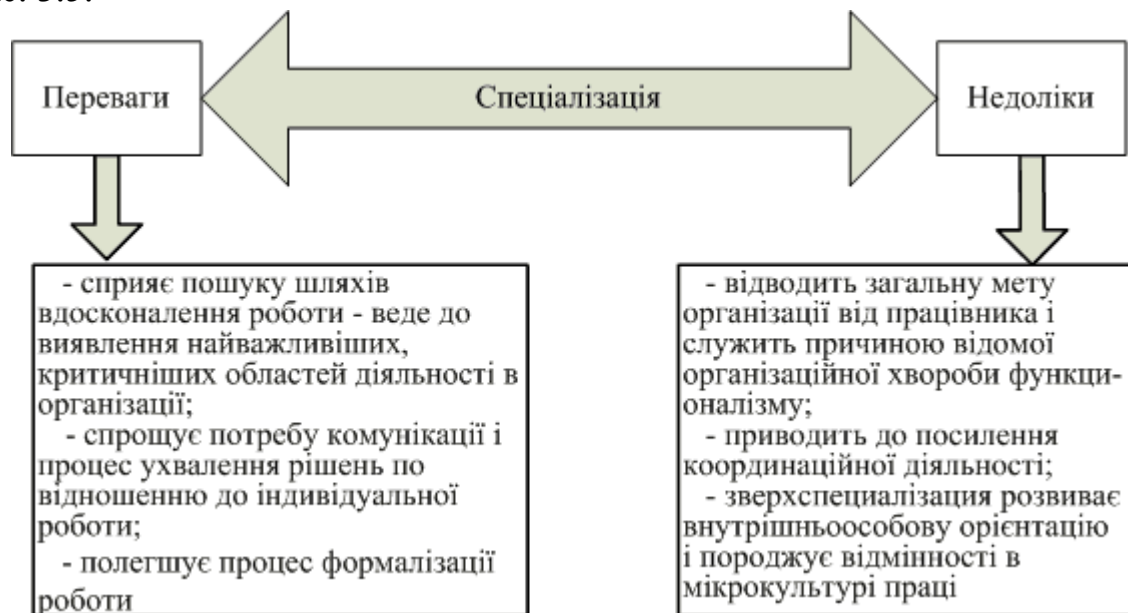 Переваги
Спеціалізація
Недоліки
- сприяє пошуку шляхів
вдосконалення роботи - веде до
виявлення найважливіших,
критичніших областей діяльності в
організації;
- спрощує потребу комунікації і
процес ухвалення рішень по
відношенню до індивідуальної
роботи;
- полегшує процес формалізації
роботи
- відводить загальну мету
організації від працівника і
служить причиною відомої
організаційної хвороби функци-
оналізму;
- приводить до посилення
координаційної діяльності;
- зверхспециализация розвиває
внутрішньоособову орієнтацію
і породжує відмінності в
мікрокультурі праці